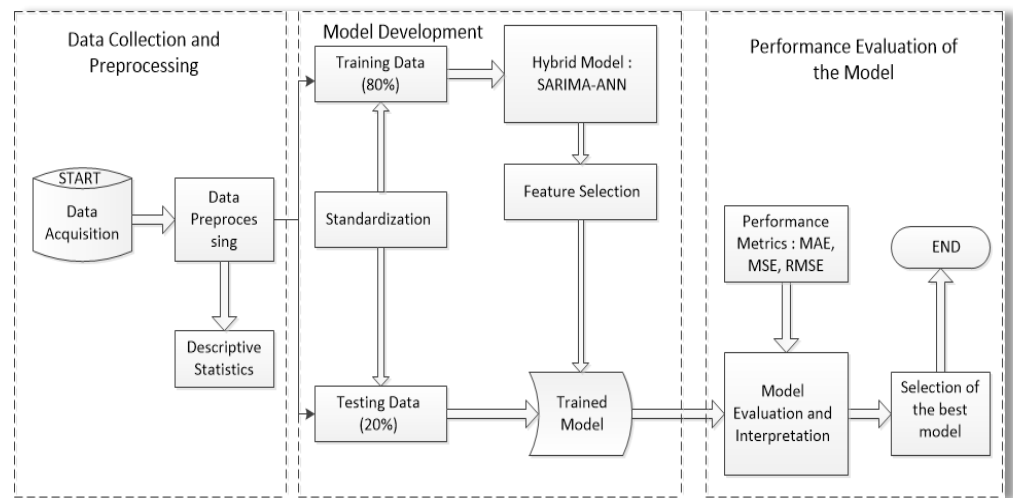 Data Collection and
Preprocessing
START
Data
Acquisition
Data
Preproces
sing
Descriptive
Statistics
Model Development
Training Data
(80%)
Hybrid Model :
SARIMA-ANN
Standardization
Feature Selection
Testing Data
(20%)
Trained
Model
Performance Evaluation of
the Model
Performance
Metrics : MAE,
MSE, RMSE
END
Model
Evaluation and
Interpretation
Selection of
the best
model